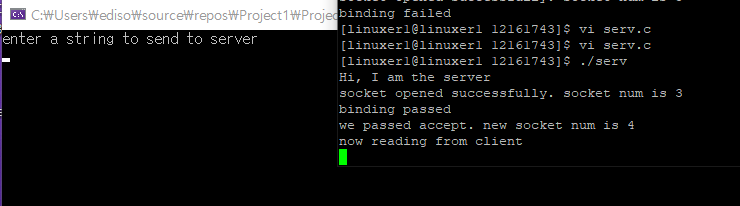 C:\Users\ediso\source\repos\Project1\Projec
enter a string to send to server
binding failed
[linuxer1@linuxer1 12161743]$ vi serv.c
[linuxer1@linuxer1 12161743]$ vi serv.c
[linuxer1@linuxer1 12161743]$ ./serv
Hi, I am the server
socket opened successfully. socket num is 3
binding passed
we passed accept. new socket num is 4
now reading from client